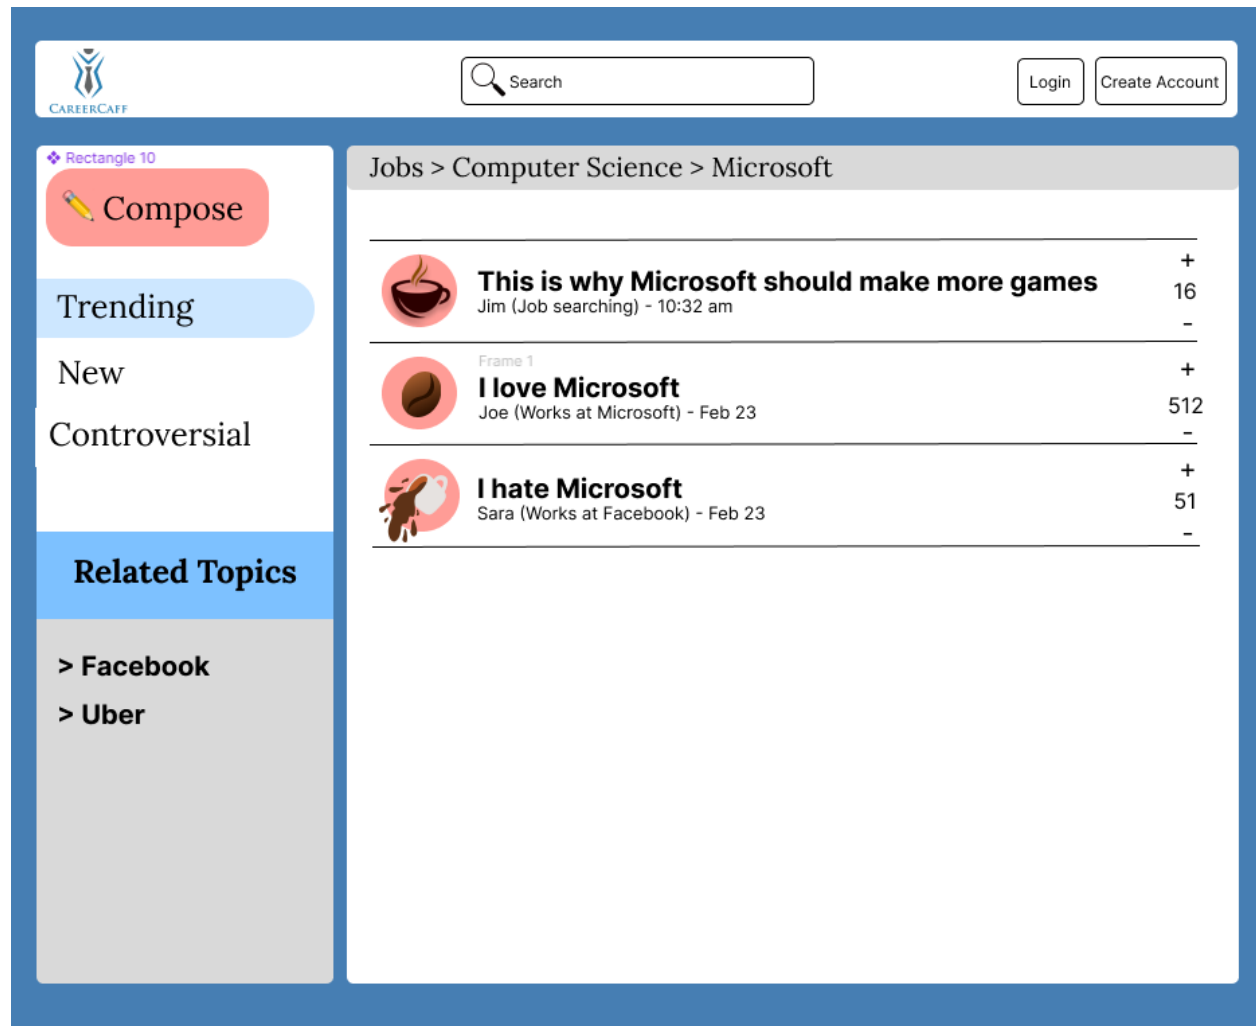 CAREERCAFF
Search
Login
Create Account
Rectangle 10
Compose
Trending
New
Controversial
Related Topics
> Facebook
> Uber
Jobs > Computer Science > Microsoft
This is why Microsoft should make more games
Jim (Job searching) - 10:32 am
+
16
-
Frame 1
I love Microsoft
Joe (Works at Microsoft) - Feb 23
+
512
-
I hate Microsoft
Sara (Works at Facebook) - Feb 23
+
51
-